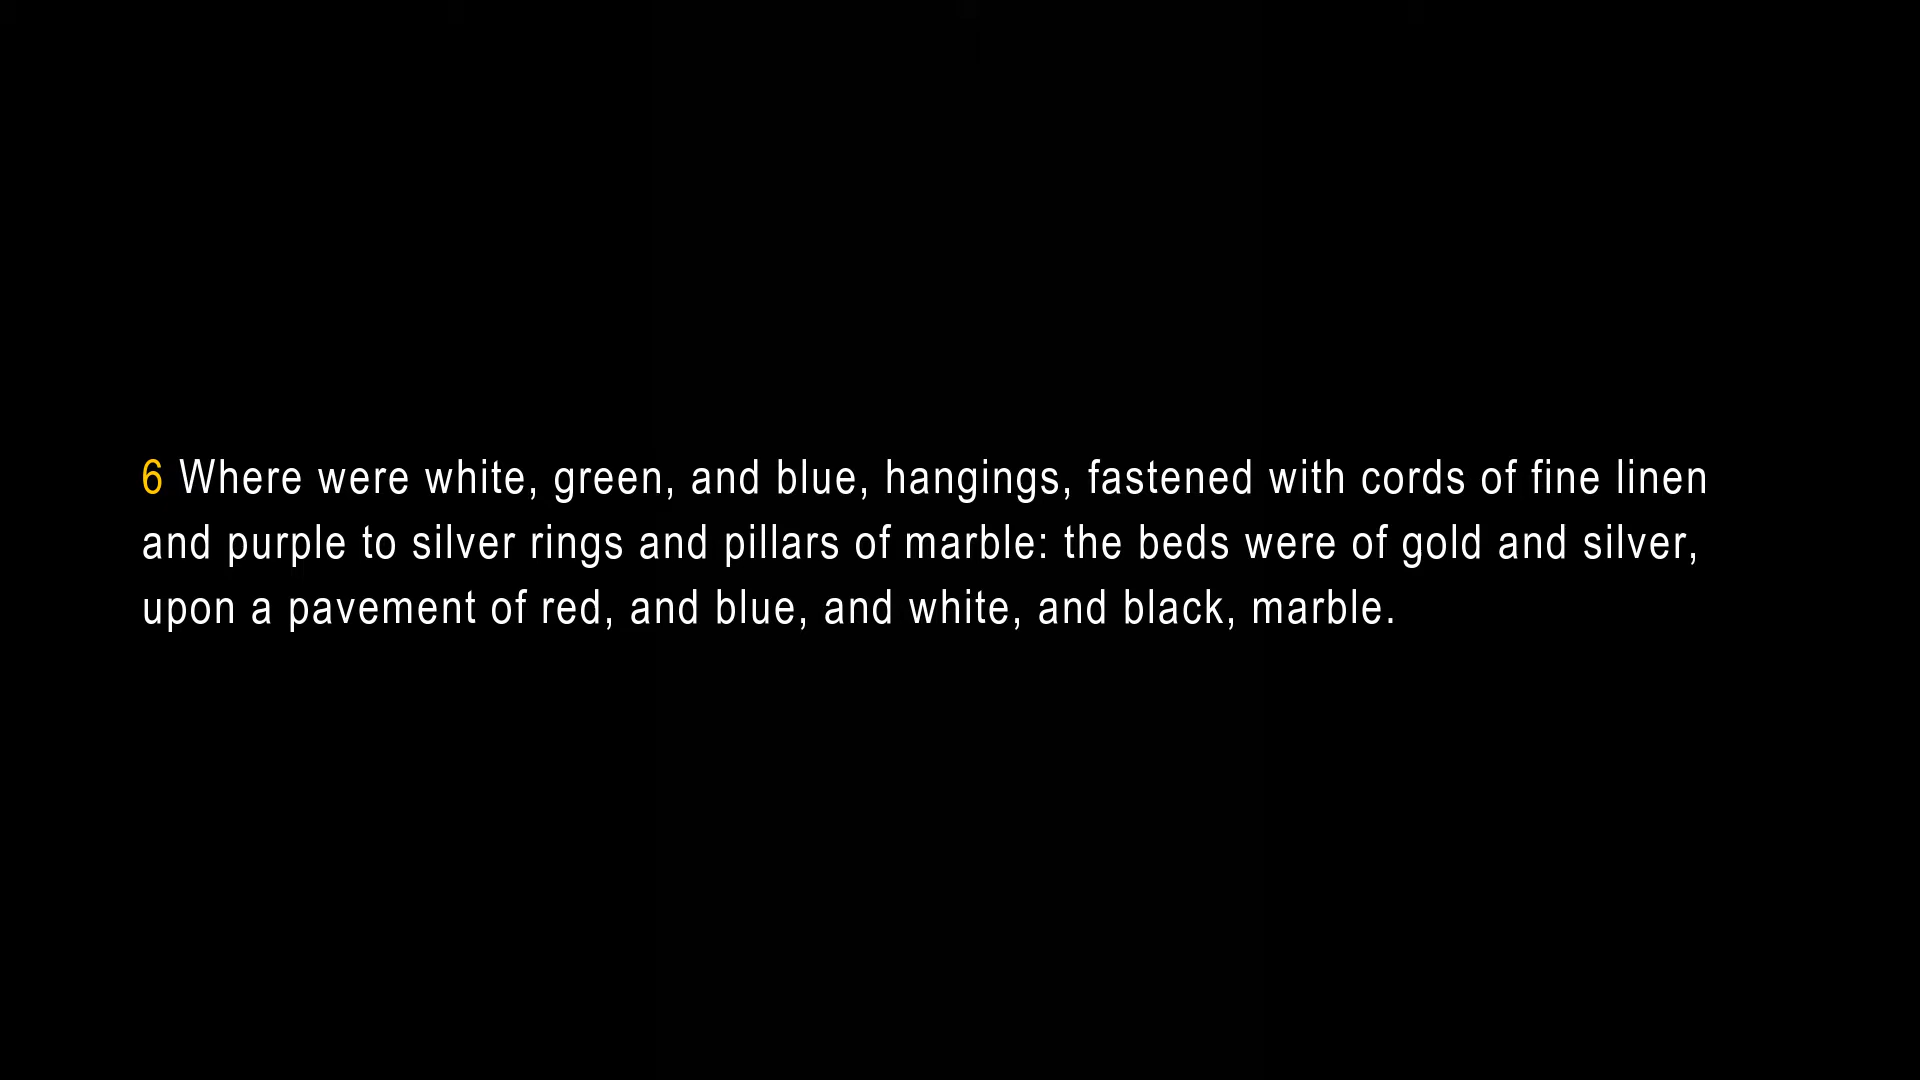 6 Where were white, green, and blue, hangings, fastened with cords of fine linen
and purple to silver rings and pillars of marble: the beds were of gold and silver,
upon a pavement of red, and blue, and white, and black, marble.